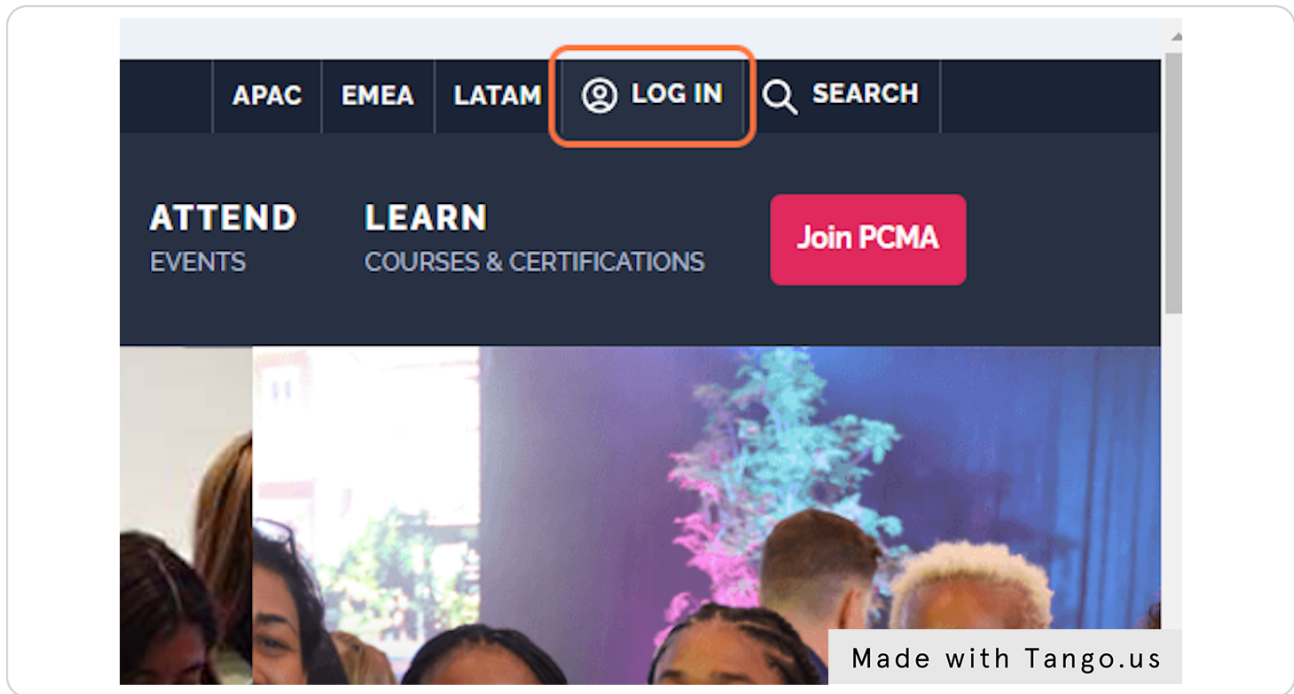 APAC EMEA LATAM LOG IN SEARCH
ATTEND LEARN Join PCMA
EVENTS COURSES & CERTIFICATIONS
Made with Tango.us